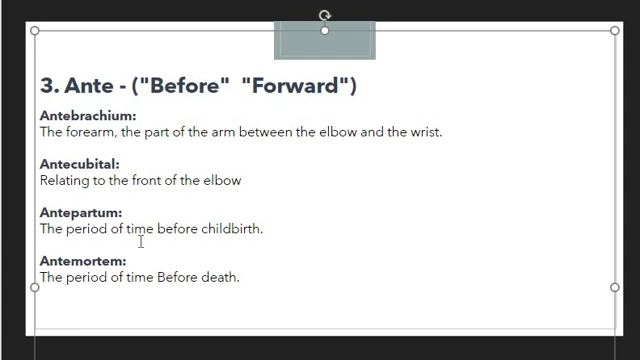 3. Ante - ("Before"  "Forward")
Antebrachium:
The forearm, the part of the arm between the elbow and the wrist.
Antecubital:
Relating to the front of the elbow
Antepartum:
The period of time before childbirth.
Antemortem:
The period of time Before death.